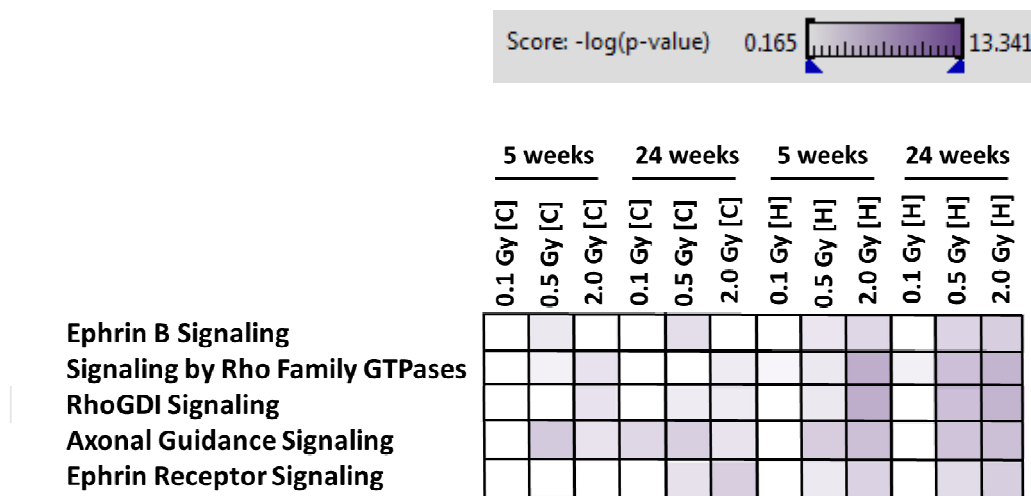 Score: -log(p-value) 0.165 13.341
5 weeks 24 weeks 5 weeks 24 weeks
0.1 Gy [C] 0.5 Gy [C] 2.0 Gy [C] 0.1 Gy [C] 0.5 Gy [C] 2.0 Gy [C] 0.1 Gy [H] 0.5 Gy [H] 2.0 Gy [H] 0.1 Gy [H] 0.5 Gy [H] 2.0 Gy [H]
Ephrin B Signaling
Signaling by Rho Family GTPases
RhoGDI Signaling
Axonal Guidance Signaling
Ephrin Receptor Signaling